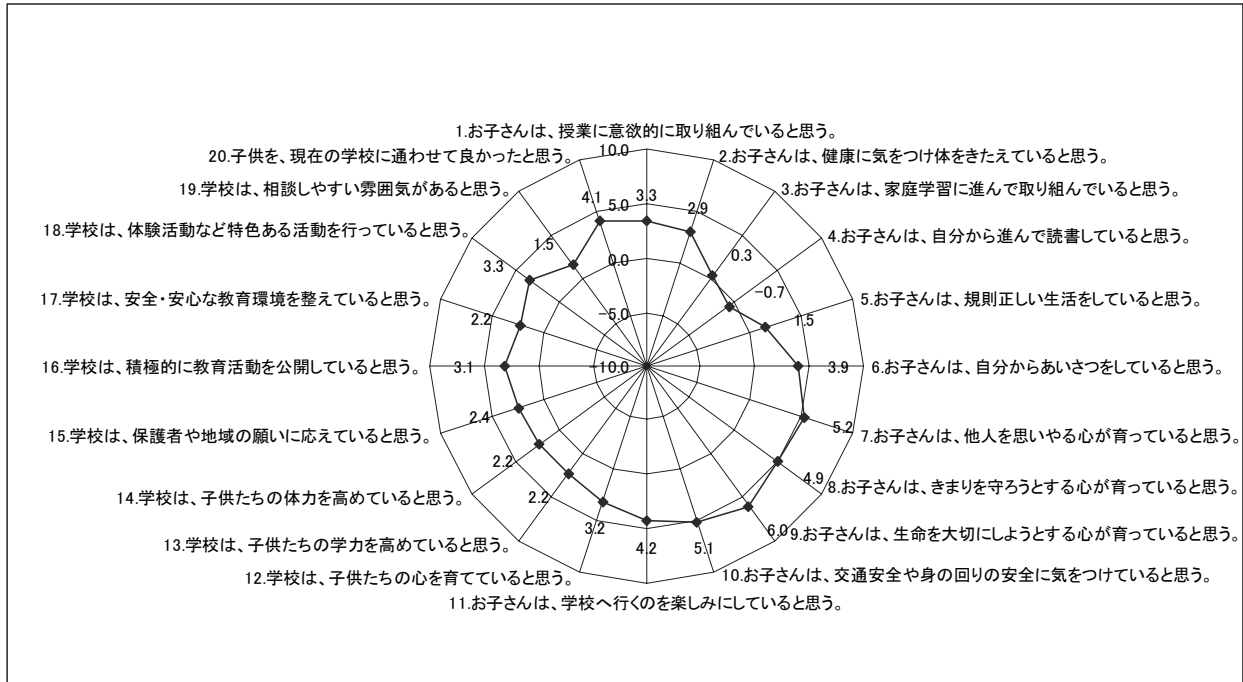 1.お子さんは、授業に意欲的に取り組んでいると思う。
2.お子さんは、健康に気をつけ体をきたえていると思う。
3.お子さんは、家庭学習に進んで取り組んでいると思う。
4.お子さんは、自分から進んで読書していると思う。
5.お子さんは、規則正しい生活をしていると思う。
6.お子さんは、自分からあいさつをしていると思う。
7.お子さんは、他人を思いやる心が育っていると思う。
8.お子さんは、きまりを守ろうとする心が育っていると思う。
9.お子さんは、生命を大切にしようとする心が育っていると思う。
10.お子さんは、交通安全や身の回りの安全に気をつけていると思う。
11.お子さんは、学校へ行くのを楽しみにしていると思う。
12.学校は、子供たちの心を育てていると思う。
13.学校は、子供たちの学力を高めていると思う。
14.学校は、子供たちの体力を高めていると思う。
15.学校は、保護者や地域の願いに応えていると思う。
16.学校は、積極的に教育活動を公開していると思う。
17.学校は、安全・安心な教育環境を整えていると思う。
18.学校は、体験活動など特色ある活動を行っていると思う。
19.学校は、相談しやすい雰囲気があると思う。
20.子供を、現在の学校に通わせて良かったと思う。
10.0
5.0
0.0
-5.0
-10.0
3.3
2.9
0.3
-0.7
1.5
3.9
5.2
4.9
6.0
5.1
4.2
3.2
2.2
2.2
2.4
3.1
2.2
3.3
1.5
4.1